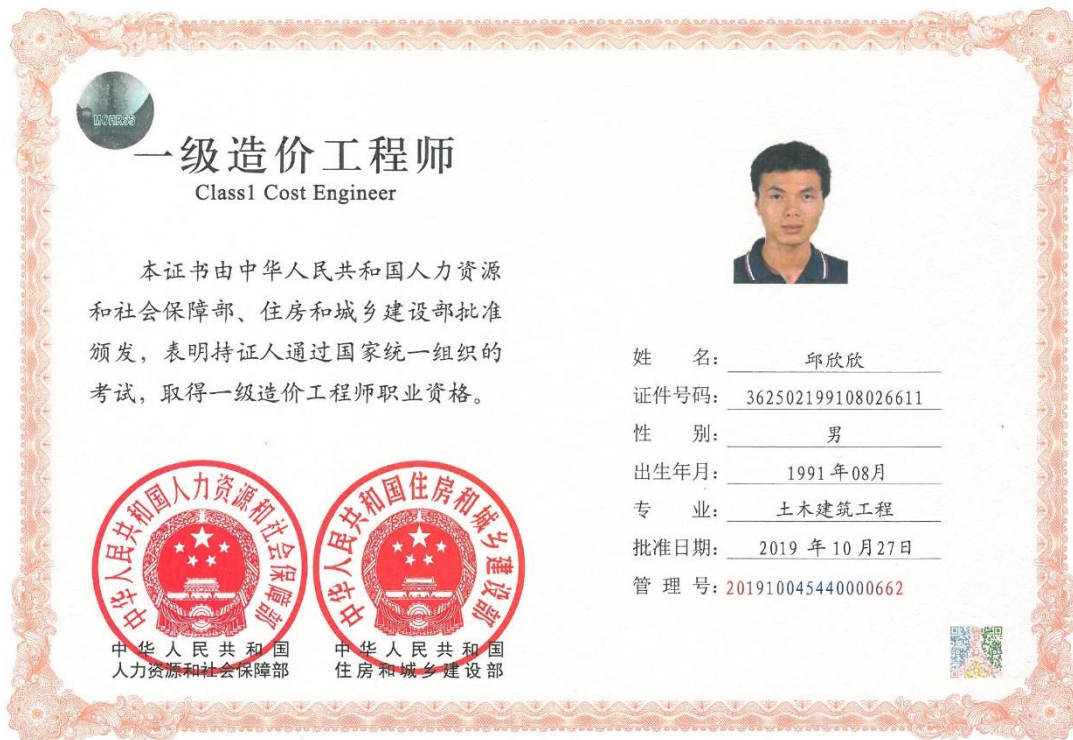 MOHRSS
一级造价工程师
Class1 Cost Engineer
本证书由中华人民共和国人力资源
和社会保障部、住房和城乡建设部批准
颁发，表明持证人通过国家统一组织的
考试，取得一级造价工程师职业资格。
中华人民共和国人力资源和社会保障部
中华人民共和国住房和城乡建设部
中华人民共和国
人力资源和社会保障部
中华人民共和国
住房和城乡建设部
姓 名：邱欣欣
证件号码：362502199108026611
性 别：男
出生年月：1991年08月
专 业：土木建筑工程
批准日期：2019 年 10 月27日
管 理 号：201910045440000662